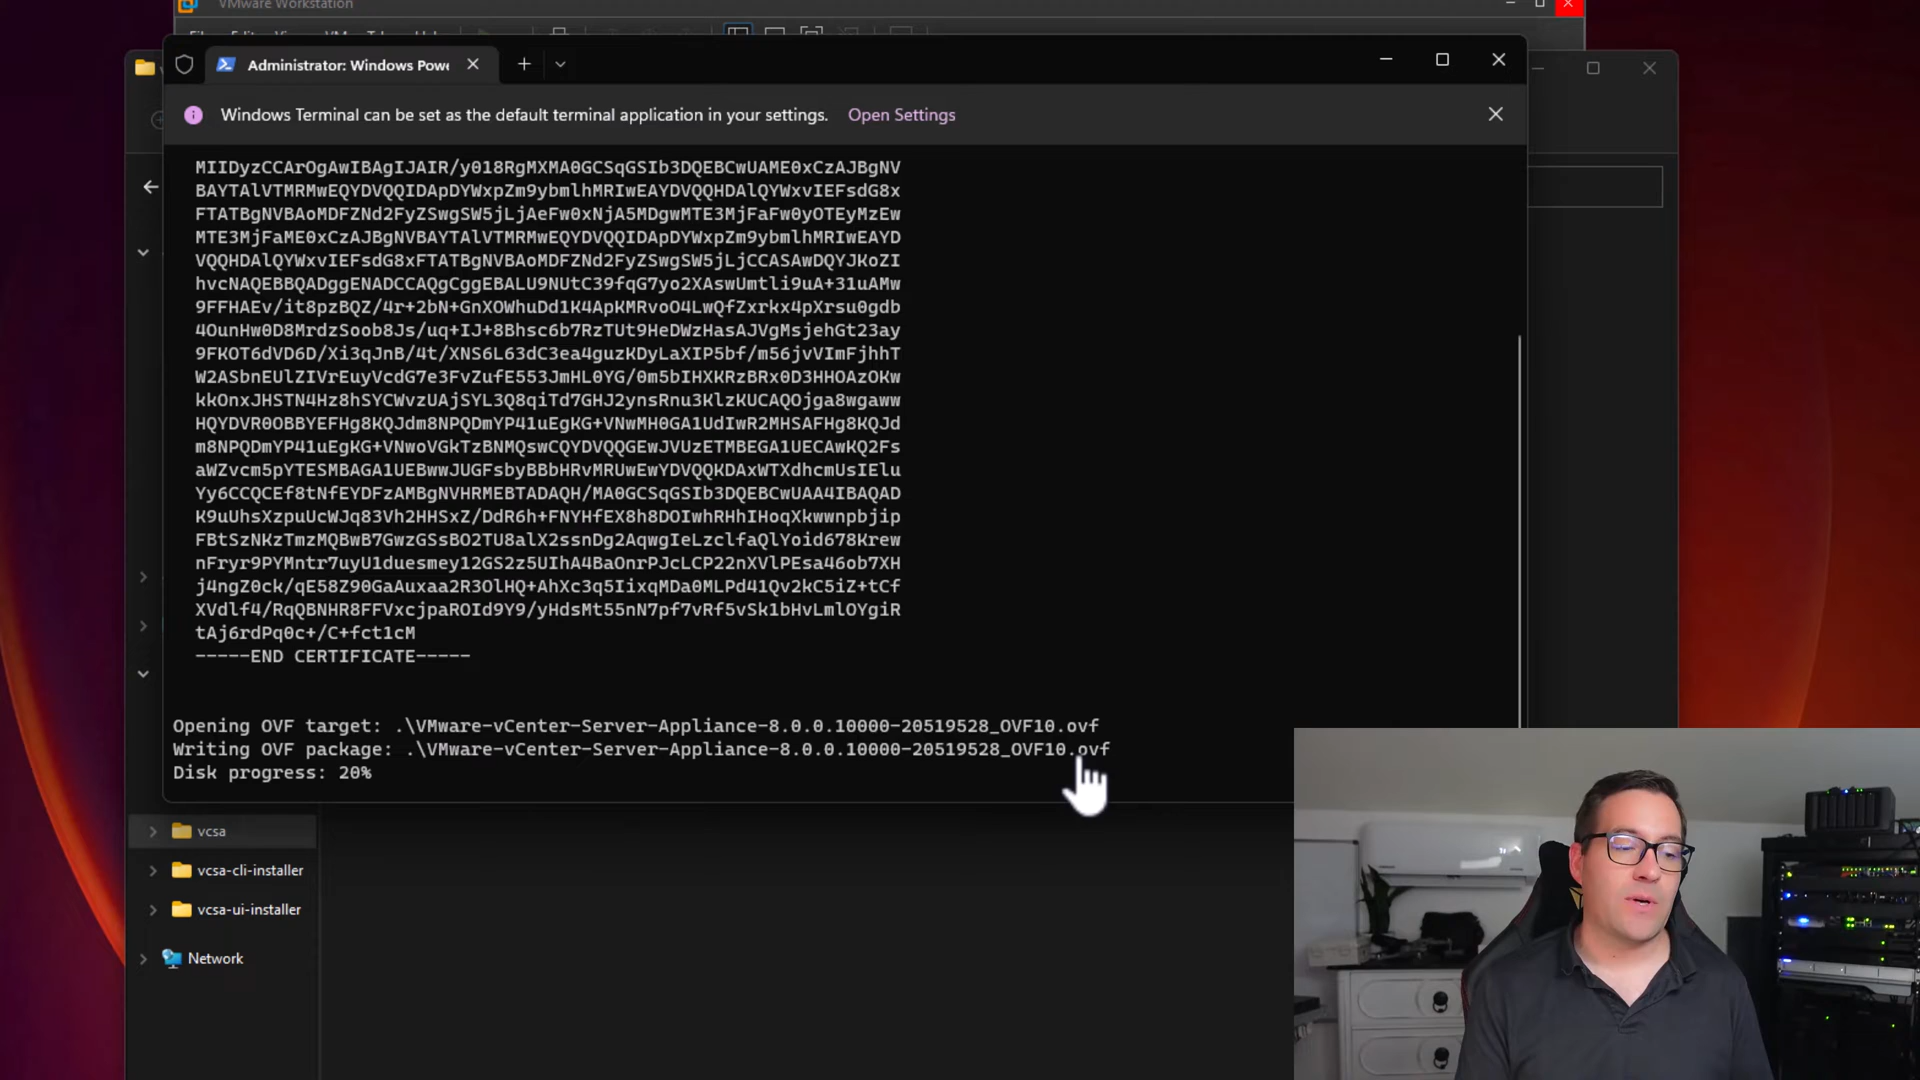 VMware Workstation
Administrator: Windows Powe
Windows Terminal can be set as the default terminal application in your settings. Open Settings
MIIDyzCCArOgAwIBAgIJAIR/y018RgMXMA0GCSqGSIb3DQEBCwUAME0xCzAJBgNV
BAYTAlVTMRMwEQYDVQQIDApDYWxpZm9ybmlhMRIwEAYDVQQHDAlQYWxvIEFsdG8x
FTATBgNVBAoMDFZNd2FyZSwgSW5jLjAeFw0xNjA5MDgwMTE3MjFaFw0yOTEyMzEw
MTE3MjFaME0xCzAJBgNVBAYTAlVTMRMwEQYDVQQIDApDYWxpZm9ybmlhMRIwEAYD
VQQHDAlQYWxvIEFsdG8xFTATBgNVBAoMDFZNd2FyZSwgSW5jLjCCASAwDQYJKoZI
hvcNAQEBBQADggENADCCAQgCggEBALU9NUtC39fqG7yo2XAswUmtli9uA+31uAMw
9FFHAEv/it8pzBQZ/4r+2bN+GnXOWhuDd1K4ApKMRvoO4LwQfZxrkx4pXrsu0gdb
4OunHw0D8MrdzSoob8Js/uq+IJ+8Bhsc6b7RzTUt9HeDWzHasAJVgMsjehGt23ay
9FKOT6dVD6D/Xi3qJnB/4t/XNS6L63dC3ea4guzKDyLaXIP5bf/m56jvVImFjhhT
W2ASbnEUlZIVrEuyVcdG7e3FvZufE553JmHL0YG/0m5bIHXKRzBRx0D3HHOAzOKw
kkOnxJHSTN4Hz8hSYCWvzUAjSYL3Q8qiTd7GHJ2ynsRnu3KlzKUCAQOjga8wgaww
HQYDVR0OBBYEFHg8KQJdm8NPQDmYP41uEgKG+VNwMH0GA1UdIwR2MHSAFHg8KQJd
m8NPQDmYP41uEgKG+VNwoVGkTzBNMQswCQYDVQQGEwJVUzETMBEGA1UECAwKQ2Fs
aWZvcm5pYTESMBAGA1UEBwwJUGFsbyBBbHRvMRUwEwYDVQQKDAxWTXdhcmUsIElu
Yy6CCQCEf8tNfEYDFzAMBgNVHRMEBTADAQH/MA0GCSqGSIb3DQEBCwUAA4IBAQAD
K9uUhsXzpuUcWJq83Vh2HHSxZ/DdR6h+FNYHfEX8h8DOIwhRHhIHoqXkwwnpbjip
FBtSzNKzTmzMQBwB7GwzGSsBO2TU8alX2ssnDg2AqwgIeLzclfaQlYoid678Krew
nFryr9PYMntr7uyU1duesmey12GS2z5UIhA4BaOnrPJcLCP22nXVlPEsa46ob7XH
j4ngZ0ck/qE58Z90GaAuxaa2R3OlHQ+AhXc3q5IixqMDa0MLPd41Qv2kC5iZ+tCf
XVdlf4/RqQBNHR8FFVxcjpaROId9Y9/yHdsMt55nN7pf7vRf5vSk1bHvLmlOYgiR
tAj6rdPq0c+/C+fct1cM
-----END CERTIFICATE-----
Opening OVF target: .\VMware-vCenter-Server-Appliance-8.0.0.10000-20519528_OVF10.ovf
Writing OVF package: .\VMware-vCenter-Server-Appliance-8.0.0.10000-20519528_OVF10.ovf
Disk progress: 20%
vcsa
vcsa-cli-installer
vcsa-ui-installer
Network